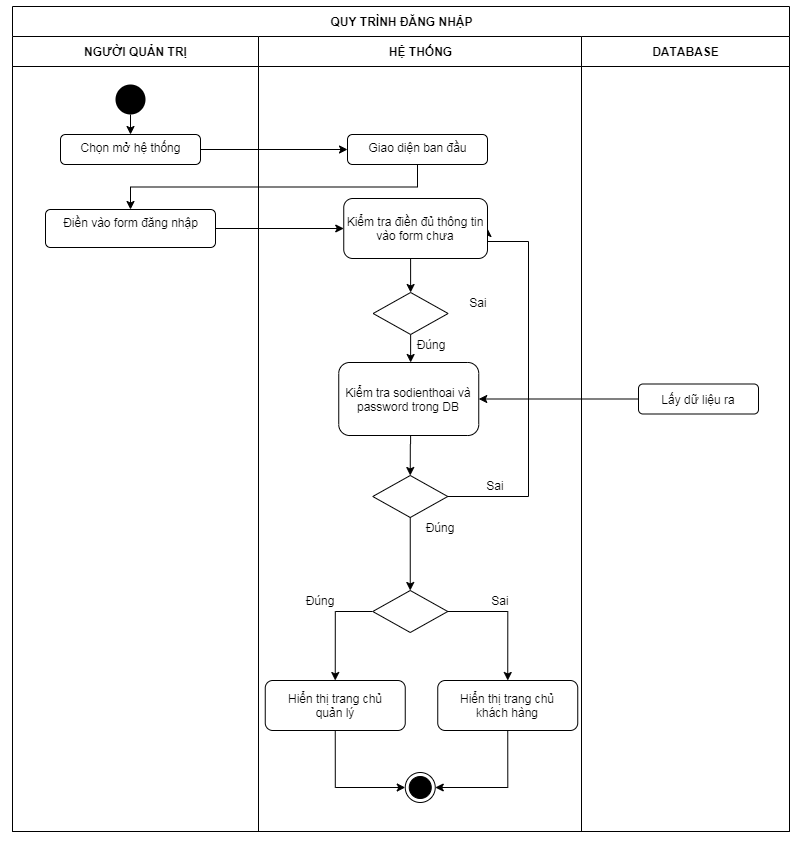 QUY TRÌNH ĐĂNG NHẬP
NGƯỜI QUẢN TRỊ
HỆ THỐNG
DATABASE
Chọn mở hệ thống
Giao diện ban đầu
Điền vào form đăng nhập
Kiểm tra điền đủ thông tin
vào form chưa
Sai
Đúng
Kiểm tra sodienthoai và
password trong DB
Lấy dữ liệu ra
Sai
Đúng
Đúng
Sai
Hiển thị trang chủ
quản lý
Hiển thị trang chủ
khách hàng